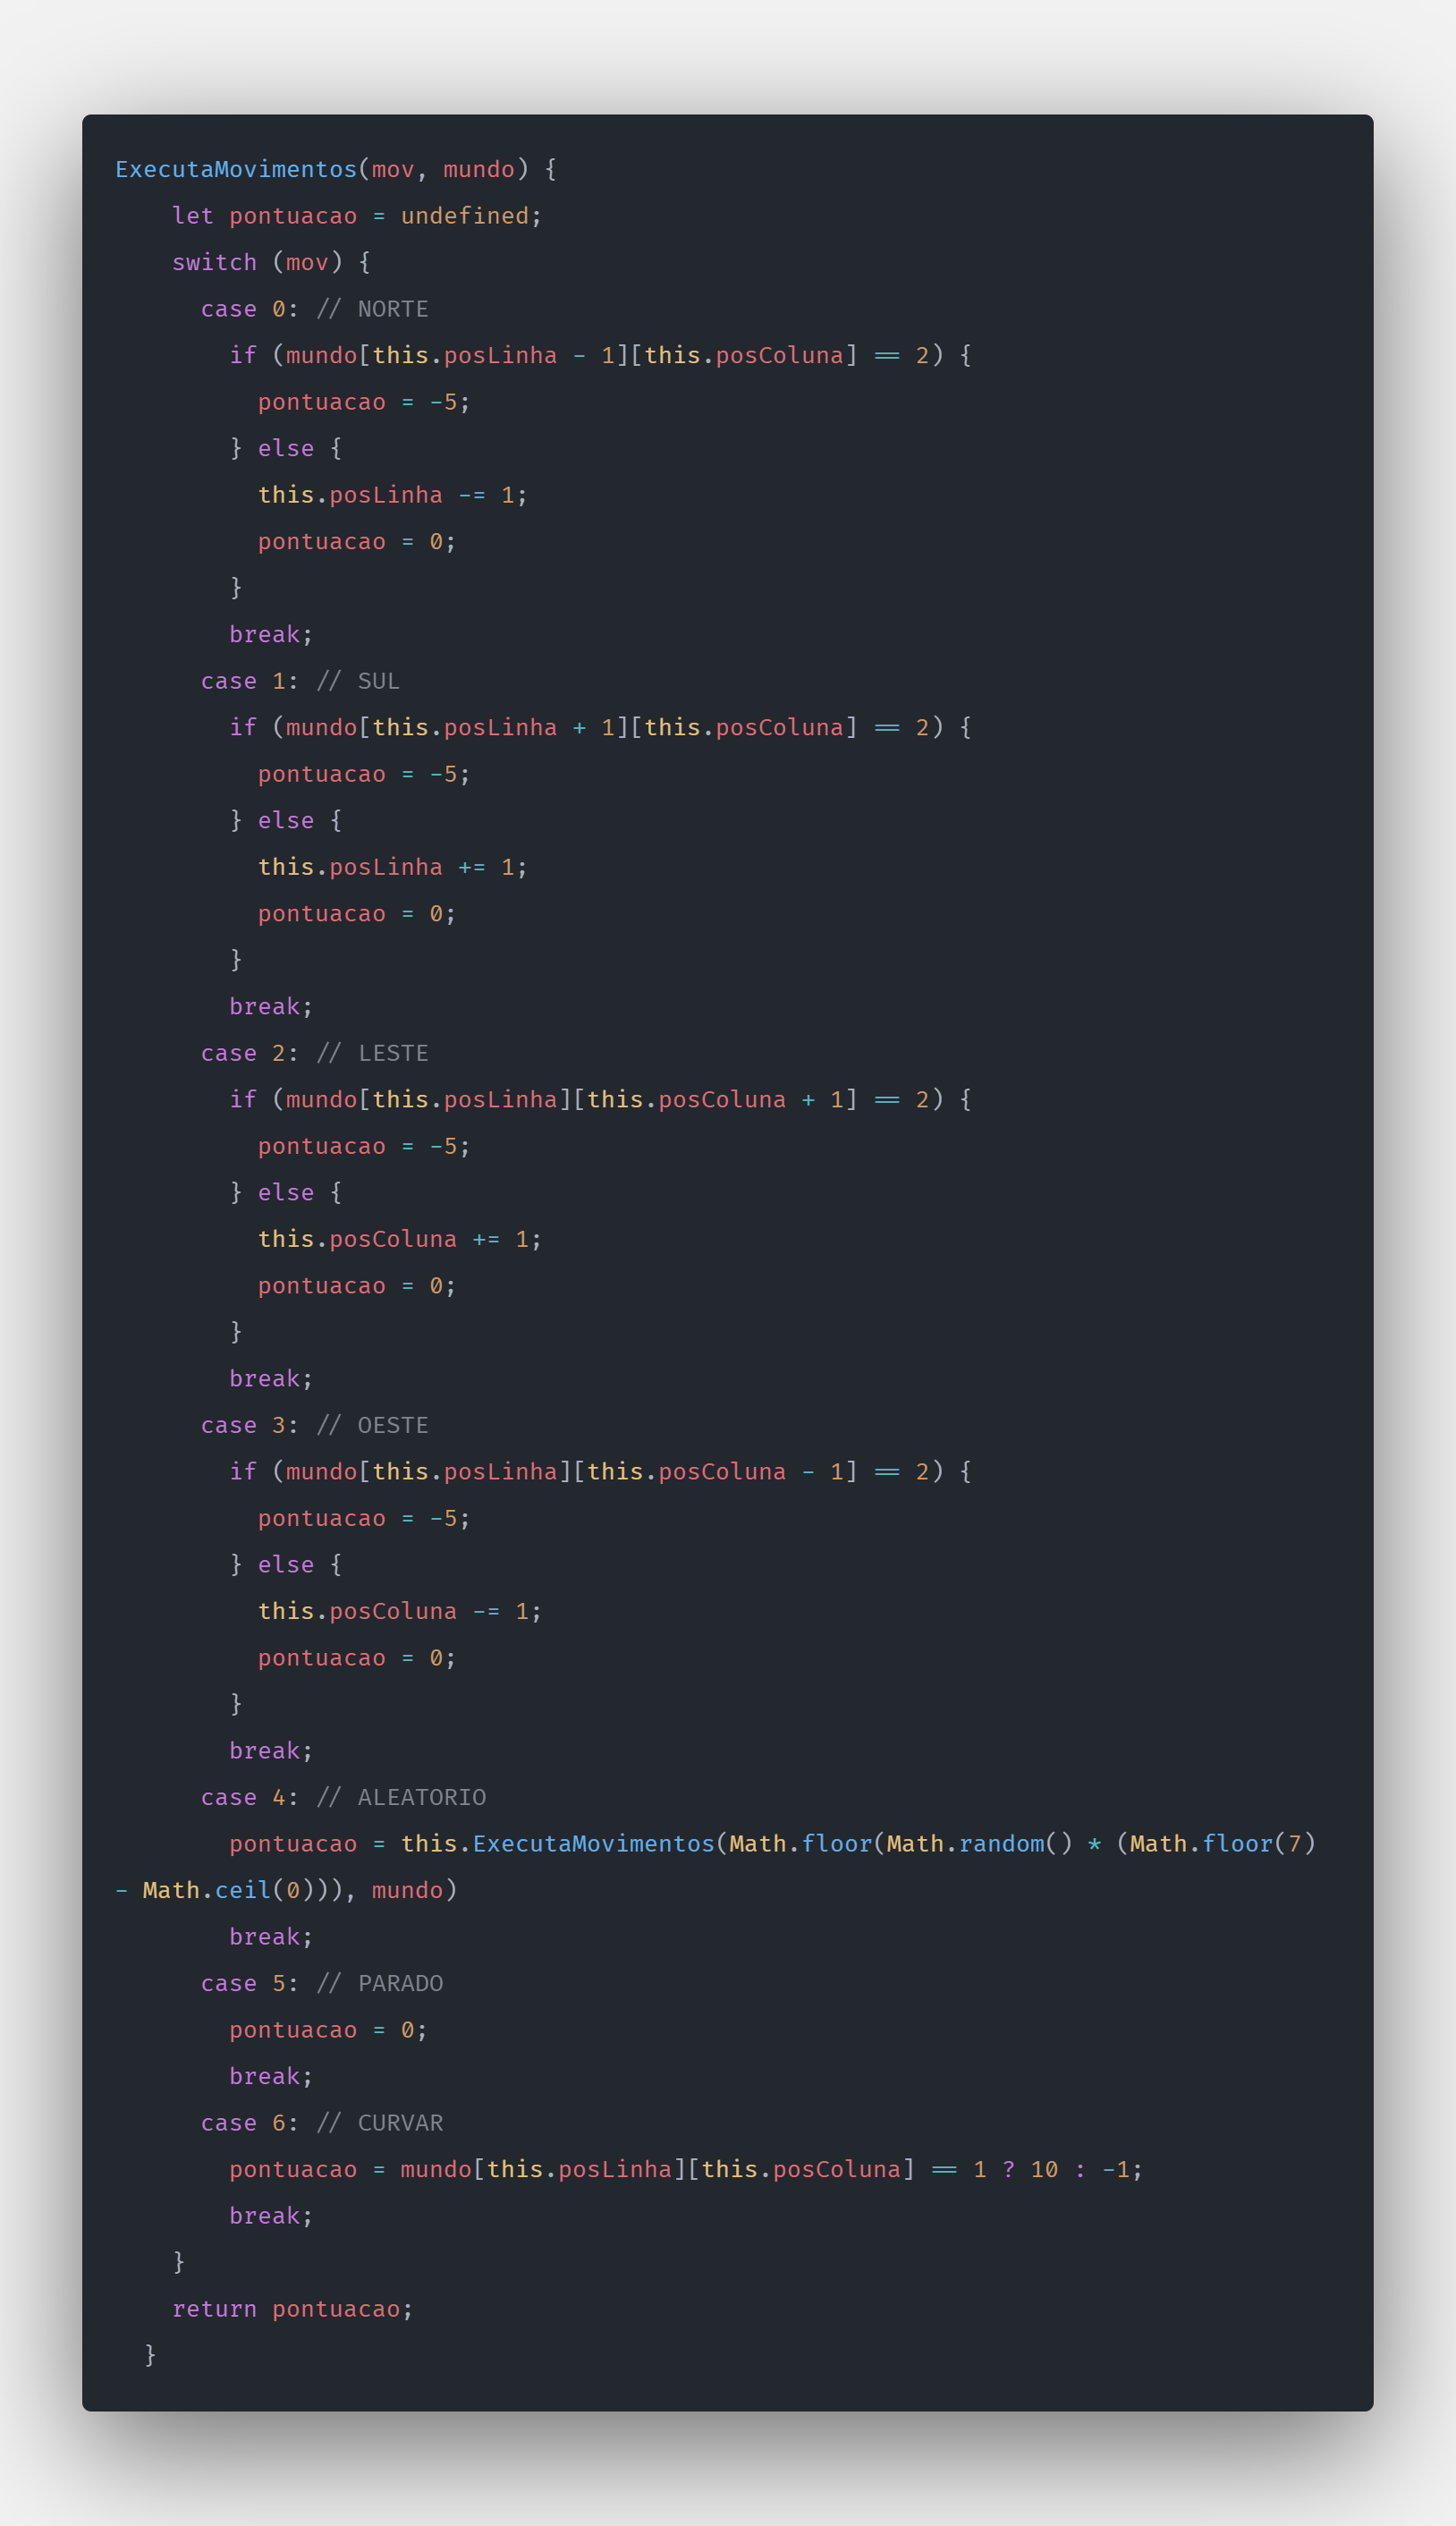 ExecutaMovimentos(mov, mundo) {
    let pontuacao = undefined;
    switch (mov) {
      case 0: // NORTE
        if (mundo[this.posLinha - 1][this.posColuna] == 2) {
          pontuacao = -5;
        } else {
          this.posLinha -= 1;
          pontuacao = 0;
        }
        break;
      case 1: // SUL
        if (mundo[this.posLinha + 1][this.posColuna] == 2) {
          pontuacao = -5;
        } else {
          this.posLinha += 1;
          pontuacao = 0;
        }
        break;
      case 2: // LESTE
        if (mundo[this.posLinha][this.posColuna + 1] == 2) {
          pontuacao = -5;
        } else {
          this.posColuna += 1;
          pontuacao = 0;
        }
        break;
      case 3: // OESTE
        if (mundo[this.posLinha][this.posColuna - 1] == 2) {
          pontuacao = -5;
        } else {
          this.posColuna -= 1;
          pontuacao = 0;
        }
        break;
      case 4: // ALEATORIO
        pontuacao = this.ExecutaMovimentos(Math.floor(Math.random() * (Math.floor(7)
- Math.ceil(0))), mundo)
        break;
      case 5: // PARADO
        pontuacao = 0;
        break;
      case 6: // CURVAR
        pontuacao = mundo[this.posLinha][this.posColuna] == 1 ? 10 : -1;
        break;
    }
    return pontuacao;
  }